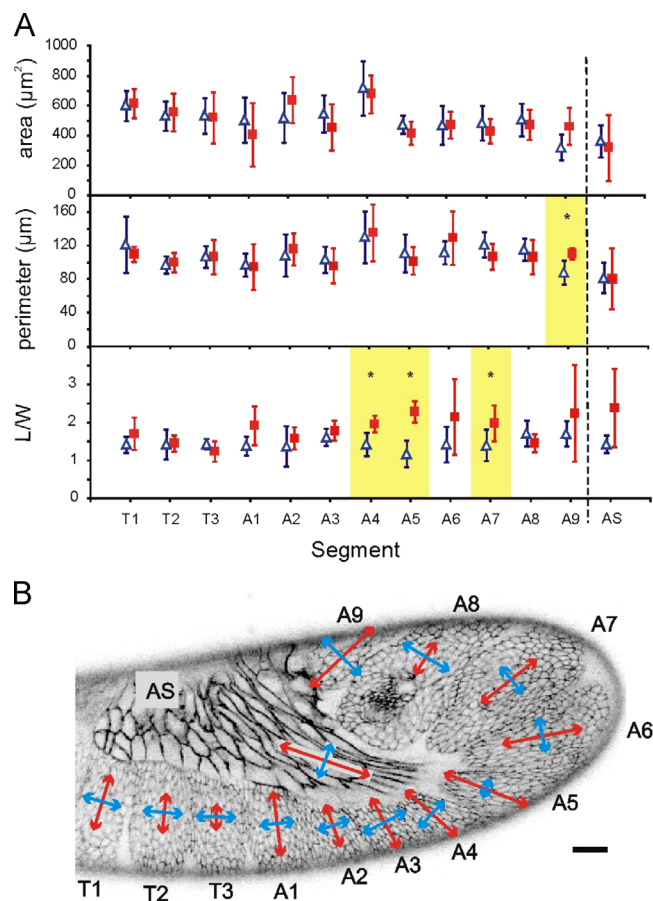 A
area (µm²)
1000
800
600
400
200
0
perimeter (µm)
160
120
80
40
0
*
L/W
3
2
1
0
* * *
T1 T2 T3 A1 A2 A3 A4 A5 A6 A7 A8 A9 AS
Segment
B
A9 A8 A7
AS
A6
A5
A4
A3
T1 T2 T3 A1 A2